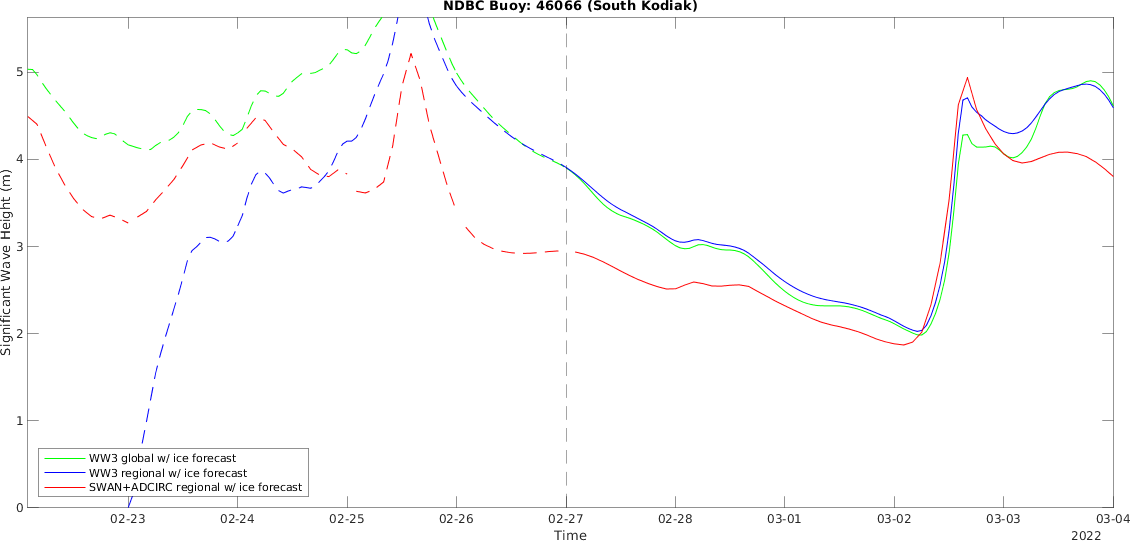 NDBC Buoy: 46066 (South Kodiak)
Significant Wave Height (m)
5
4
3
2
1
0
WW3 global w/ ice forecast
WW3 regional w/ ice forecast
SWAN+ADCIRC regional w/ ice forecast
02-23 02-24 02-25 02-26 02-27 02-28 03-01 03-02 03-03 03-04
Time
2022